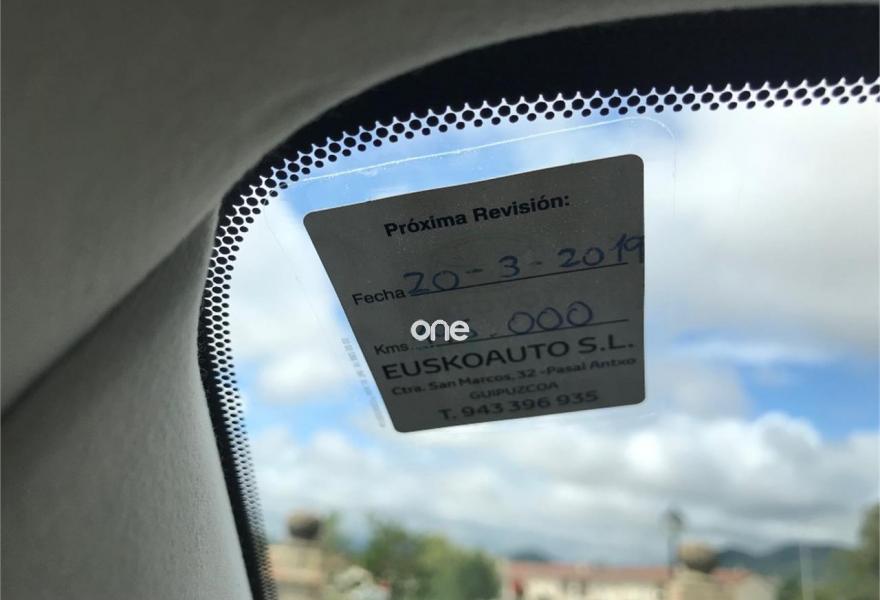 Próxima Revisión:
Fecha 20-3-2019
Kms .000
one
EUSKOAUTO S.L.
Ctra. San Marcos, 32 -Pasai Antxo
GUIPUZCOA
T. 943 396 935